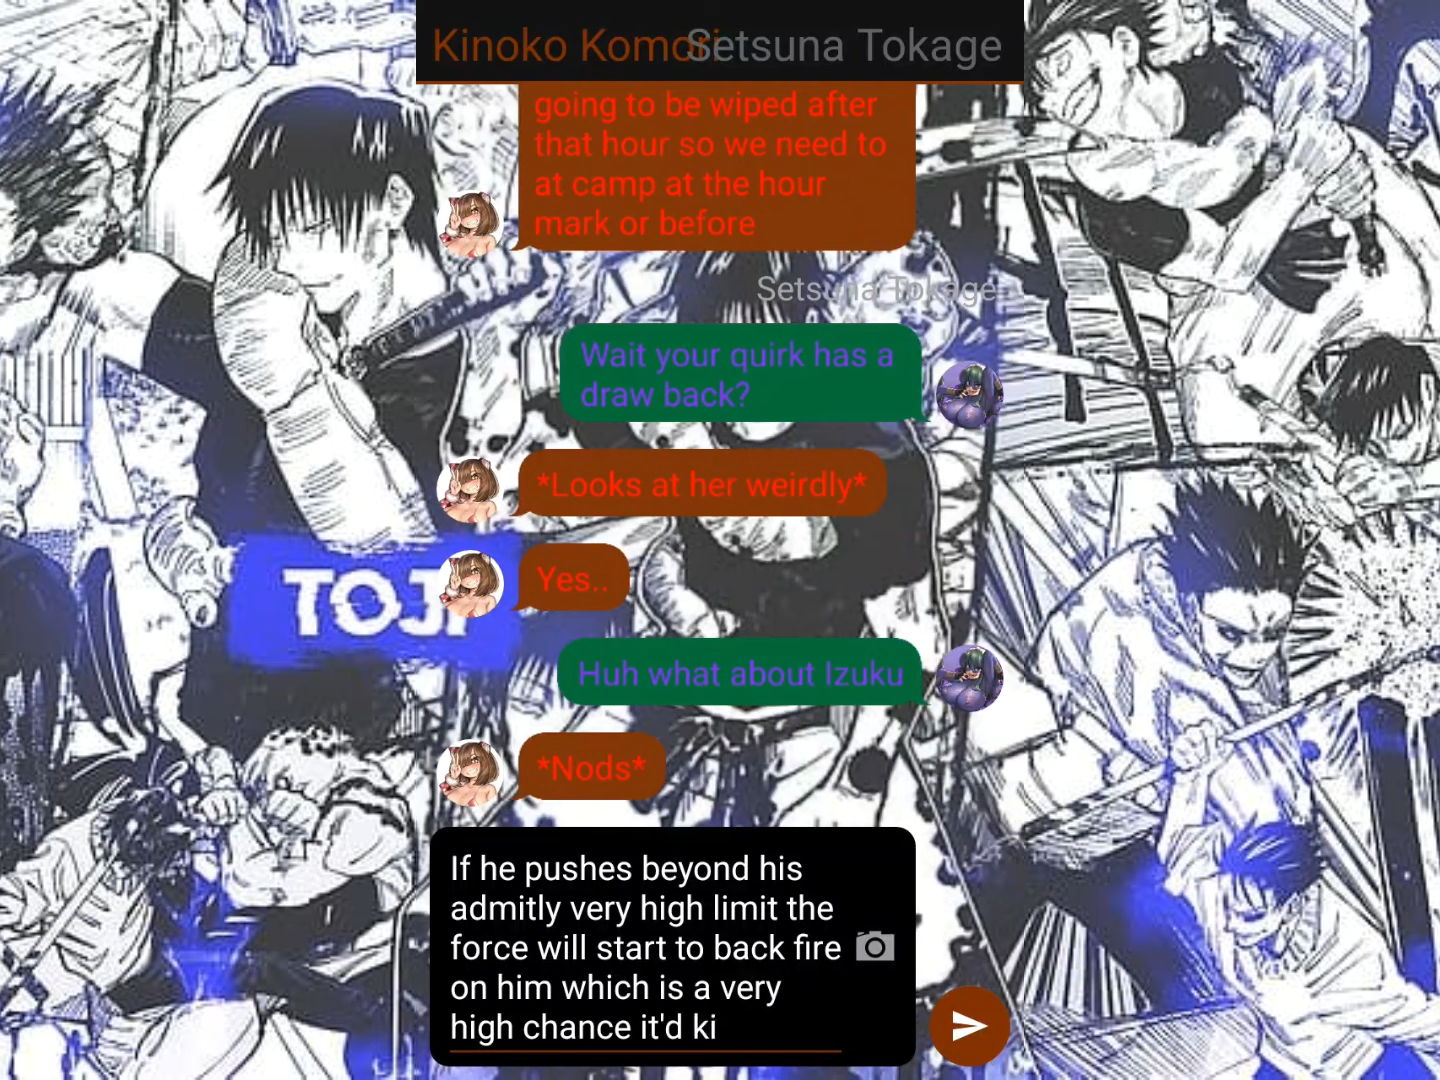 Kinoko Komori Setsuna Tokage
going to be wiped after
that hour so we need to
at camp at the hour
mark or before
Setsuna Tokage
Wait your quirk has a
draw back?
*Looks at her weirdly*
Yes..
TOJI
Huh what about Izuku
*Nods*
If he pushes beyond his
admitly very high limit the
force will start to back fire
on him which is a very
high chance it'd ki